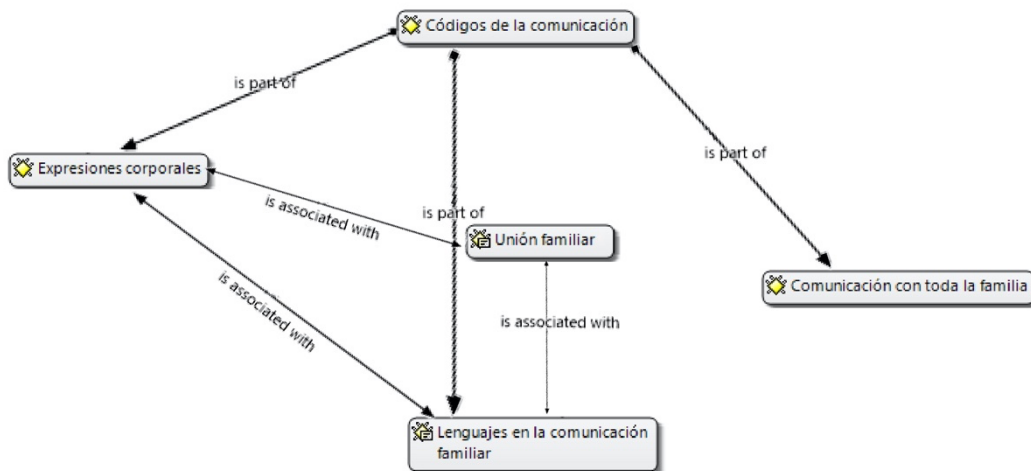 Códigos de la comunicación
is part of
is part of
Expresiones corporales
is associated with
is part of
Unión familiar
is associated with
Comunicación con toda la familia
is associated with
Lenguajes en la comunicación
familiar